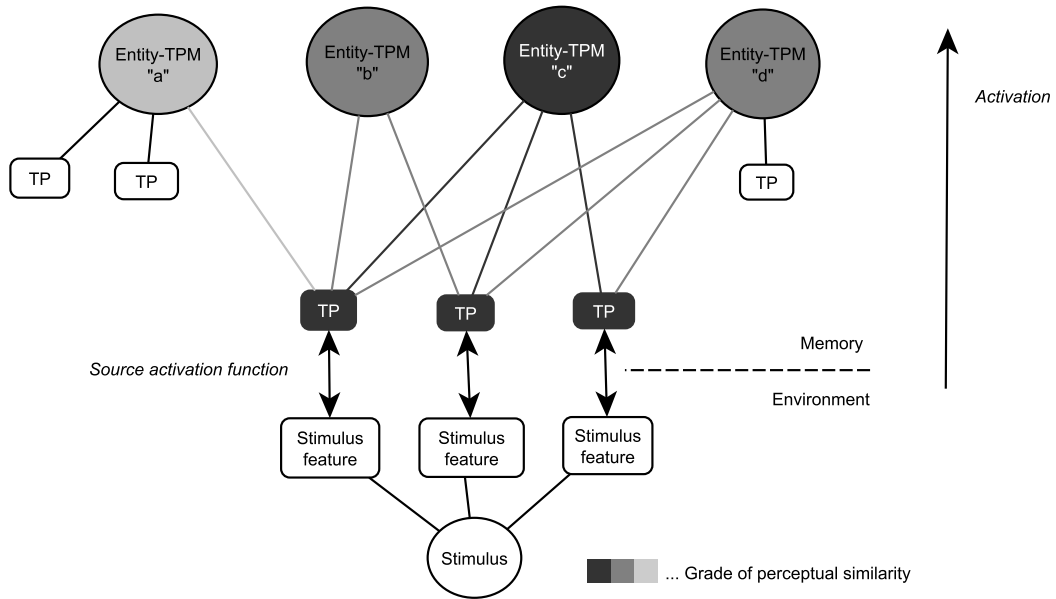 Entity-TPM
"a"
Entity-TPM
"b"
Entity-TPM
"c"
Entity-TPM
"d"
Activation
TP
TP
TP
TP
TP
TP
Memory
Source activation function
Environment
Stimulus
feature
Stimulus
feature
Stimulus
feature
Stimulus
... Grade of perceptual similarity